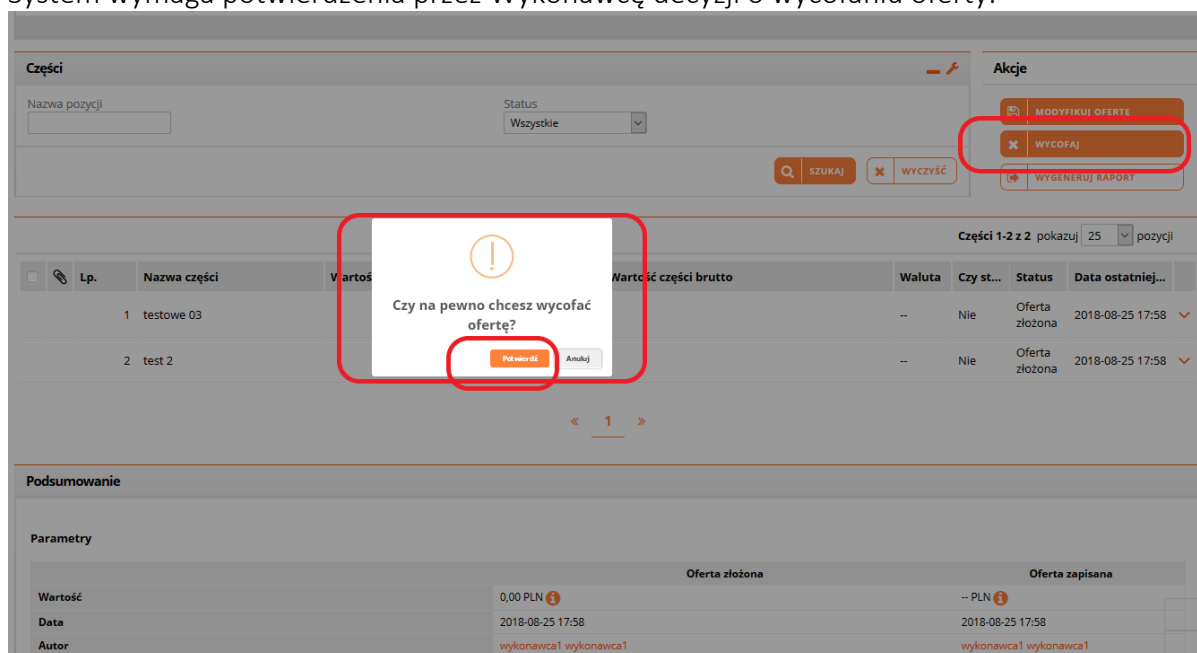 System wymaga potwierdzenia przez Wykonawcę decyzji o wycofaniu oferty.
Części
Akcje
Nazwa pozycji
Status
Wszystkie
MODYFIKUJ OFERTĘ
WYCOFAJ
SZUKAJ
WYCZYŚĆ
WYGENERUJ RAPORT
Części 1-2 z 2 pokazuj 25 pozycji
Lp. Nazwa części Wartoś Wartość części brutto Waluta Czy st... Status Data ostatniej...
1 testowe 03 -- Nie Oferta złożona 2018-08-25 17:58
2 test 2 -- Nie Oferta złożona 2018-08-25 17:58
Czy na pewno chcesz wycofać
ofertę?
Potwierdź Anuluj
« 1 »
Podsumowanie
Parametry
Oferta złożona Oferta zapisana
Wartość 0,00 PLN -- PLN
Data 2018-08-25 17:58 2018-08-25 17:58
Autor wykonawca1 wykonawca1 wykonawca1 wykonawca1